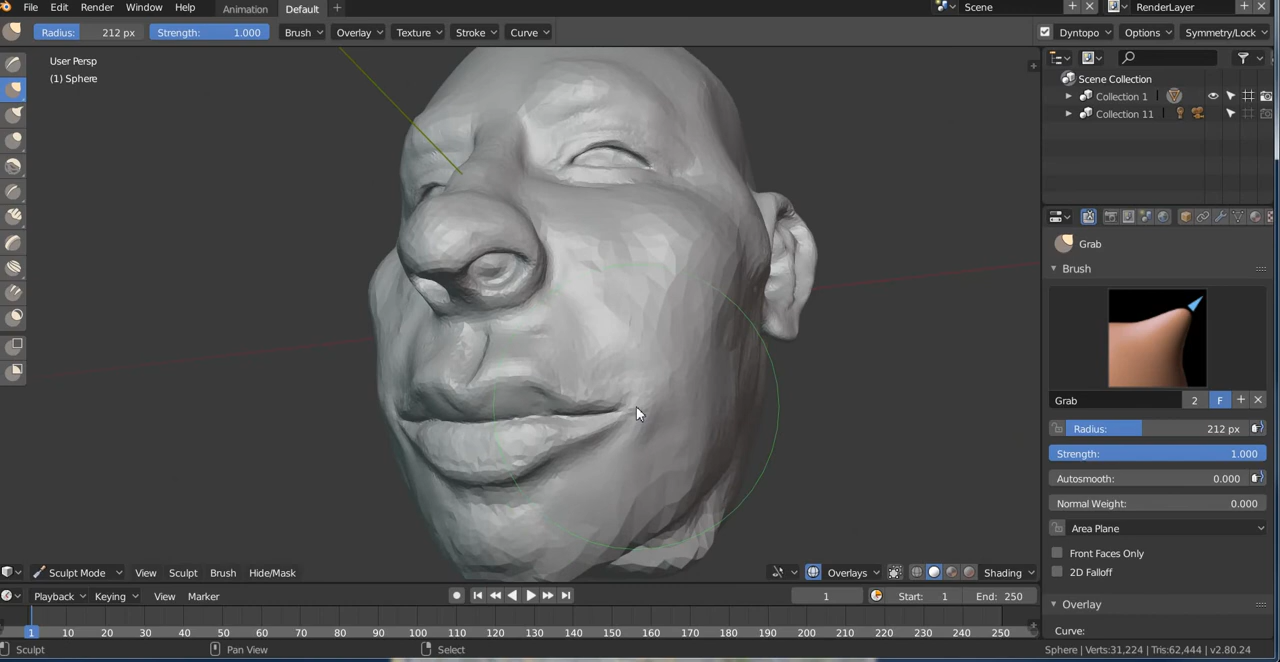 File Edit Render Window Help Animation Default + Scene RenderLayer
Radius: 212 px Strength: 1.000 Brush Overlay Texture Stroke Curve Dyntopo Options Symmetry/Lock
User Persp
(1) Sphere
Scene Collection
Collection 1
Collection 11
Grab
Brush
Grab 2 F
Radius: 212 px
Strength: 1.000
Autosmooth: 0.000
Normal Weight: 0.000
Area Plane
Front Faces Only
2D Falloff
Overlay
Curve:
Sculpt Mode View Sculpt Brush Hide/Mask Overlays Shading
Playback Keying View Marker 1 Start: 1 End: 250
1 10 20 30 40 50 60 70 80 90 100 110 120 130 140 150 160 170 180 190 200 210 220 230 240 250
Sculpt Pan View Select Sphere | Verts:31,224 | Tris:62,444 | v2.80.24